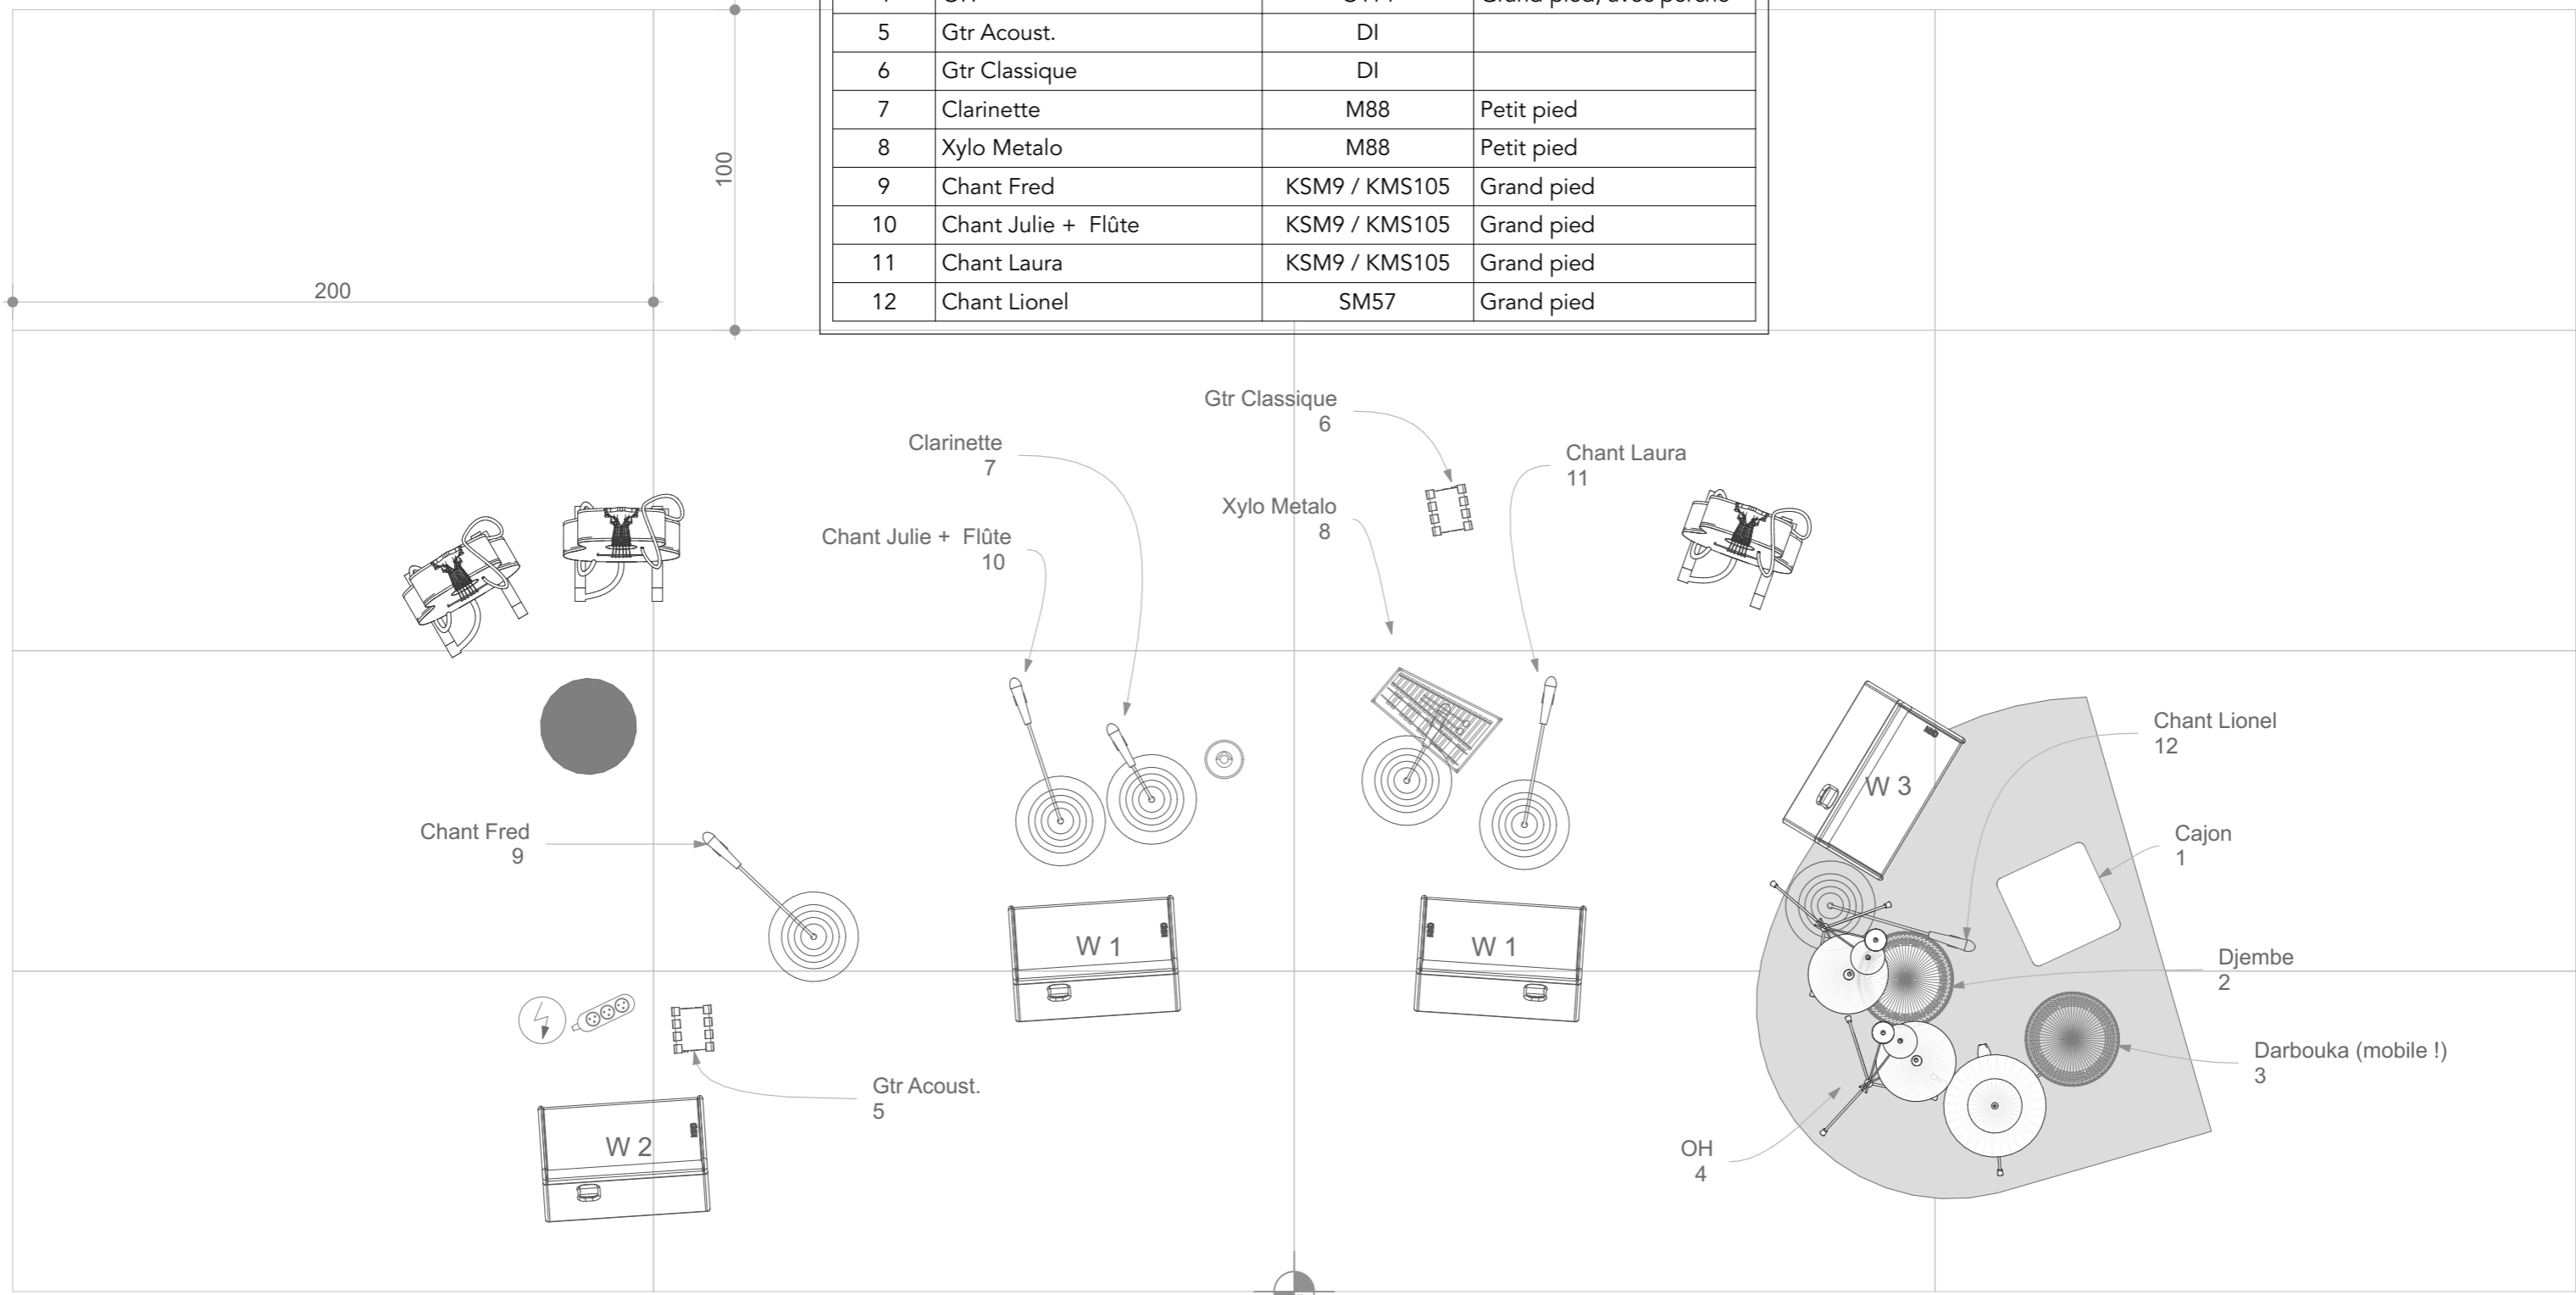 5 Gtr Acoust. DI
6 Gtr Classique DI
7 Clarinette M88 Petit pied
8 Xylo Metalo M88 Petit pied
9 Chant Fred KSM9 / KMS105 Grand pied
10 Chant Julie + Flûte KSM9 / KMS105 Grand pied
11 Chant Laura KSM9 / KMS105 Grand pied
12 Chant Lionel SM57 Grand pied
100
200
Gtr Classique
6
Clarinette
7
Chant Laura
11
Xylo Metalo
8
Chant Julie + Flûte
10
Chant Lionel
12
W 3
Chant Fred
9
Cajon
1
W 1
W 1
Djembe
2
Darbouka (mobile !)
3
Gtr Acoust.
5
W 2
OH
4